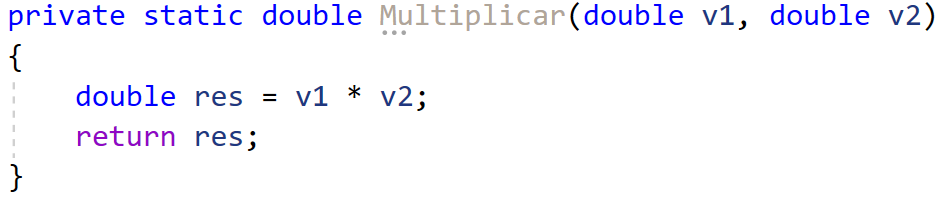 private static double Multiplicar(double v1, double v2)
{
    double res = v1 * v2;
    return res;
}